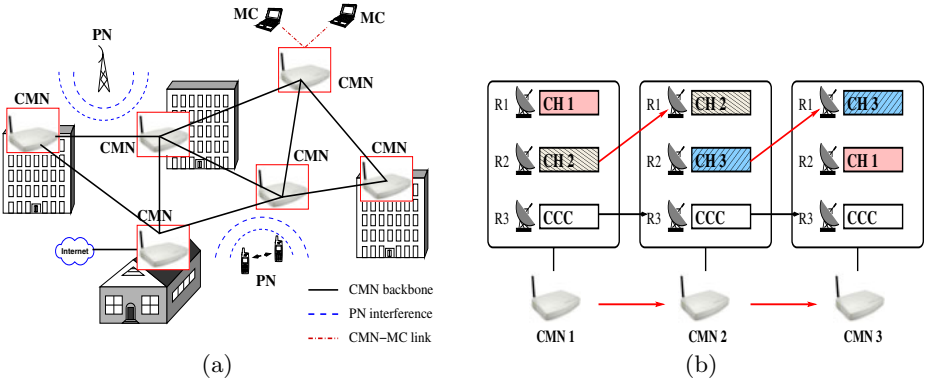 MC
MC
PN
CMN
CMN
CMN
CMN
CMN
CMN
Internet
PN
CMN backbone
PN interference
CMN−MC link
(a)
R1 CH 1
R2 CH 2
R3 CCC
R1 CH 2
R2 CH 3
R3 CCC
R1 CH 3
R2 CH 1
R3 CCC
CMN 1
CMN 2
CMN 3
(b)